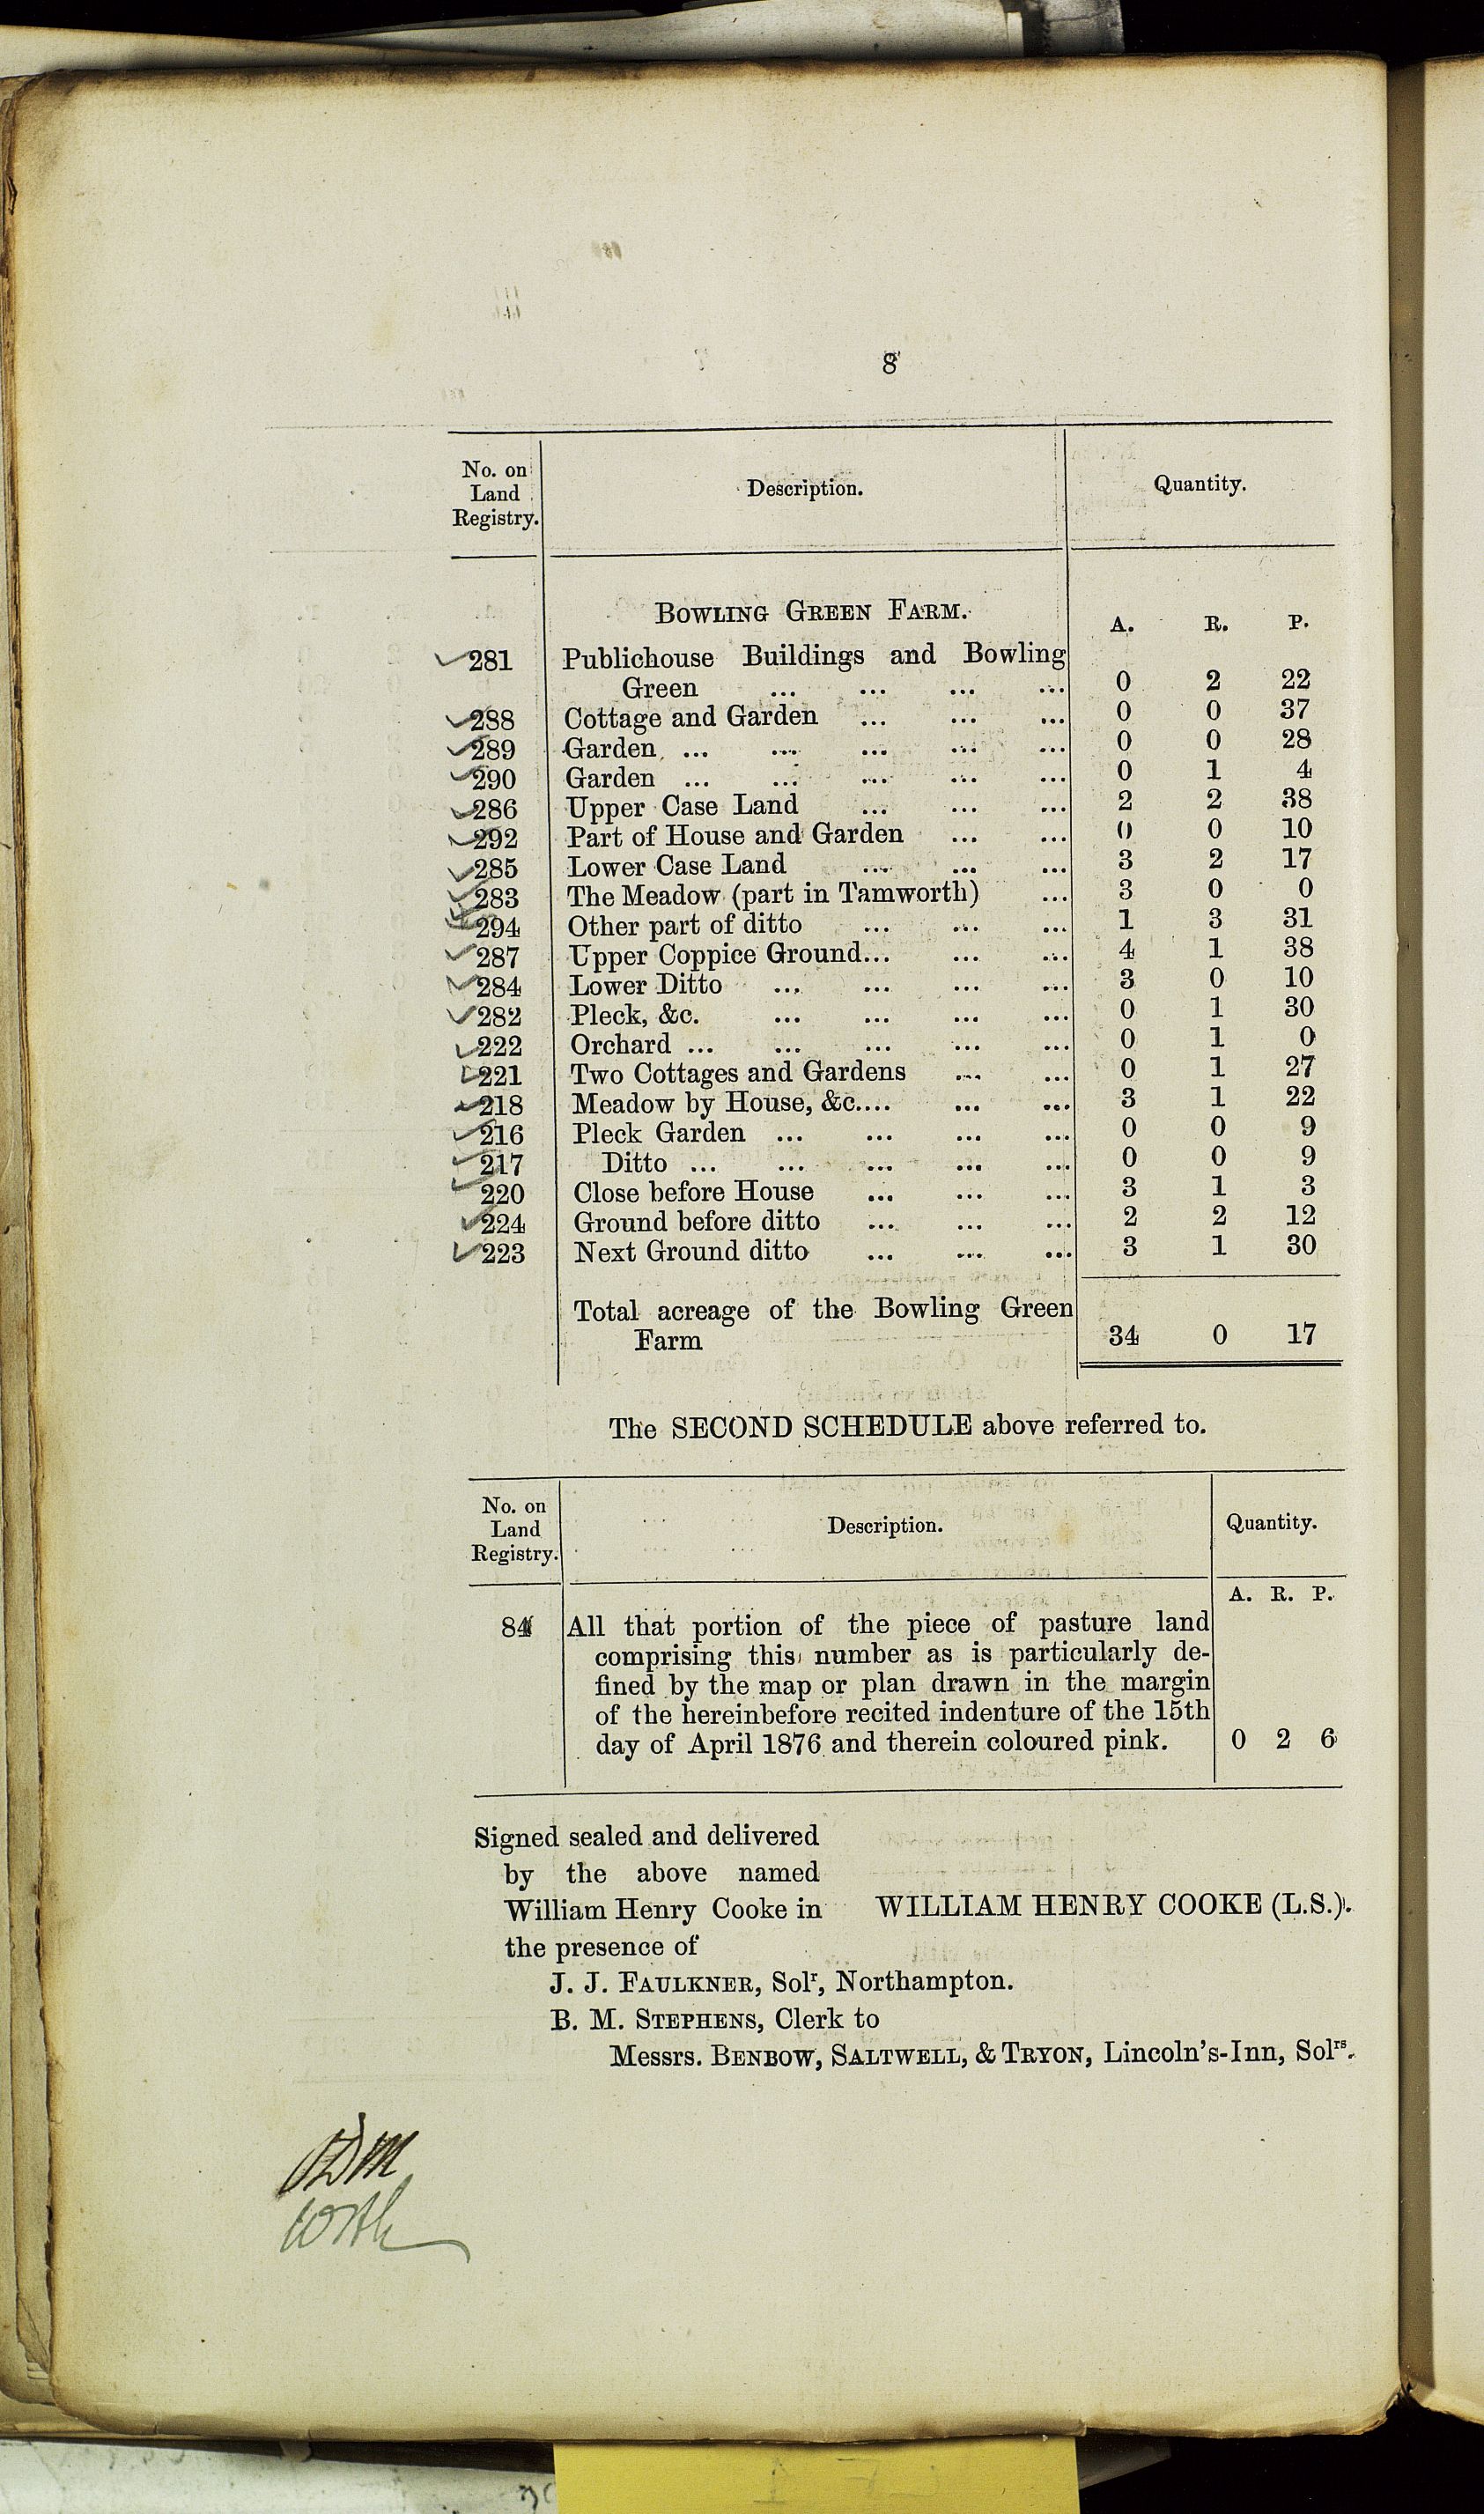 8
No. on Land Registry. Description. Quantity.
BOWLING GREEN FARM. A. R. P.
281 Publichouse Buildings and Bowling
Green ... ... ... ... 0 2 22
288 Cottage and Garden ... ... ... 0 0 37
289 Garden ... ... ... ... ... 0 0 28
290 Garden ... ... ... ... ... 0 1 4
286 Upper Case Land ... ... ... 2 2 38
292 Part of House and Garden ... ... 0 0 10
285 Lower Case Land ... ... ... 3 2 17
283 The Meadow (part in Tamworth) ... 3 0 0
294 Other part of ditto ... ... ... 1 3 31
287 Upper Coppice Ground... ... ... 4 1 38
284 Lower Ditto ... ... ... ... 3 0 10
282 Pleck, &c. ... ... ... ... 0 1 30
222 Orchard ... ... ... ... ... 0 1 0
221 Two Cottages and Gardens ... ... 0 1 27
218 Meadow by House, &c.... ... ... 3 1 22
216 Pleck Garden ... ... ... ... 0 0 9
217 Ditto ... ... ... ... ... 0 0 9
220 Close before House ... ... ... 3 1 3
224 Ground before ditto ... ... ... 2 2 12
223 Next Ground ditto ... ... ... 3 1 30
Total acreage of the Bowling Green
Farm 34 0 17
The SECOND SCHEDULE above referred to.
No. on Land Registry. Description. Quantity.
A. R. P.
84 All that portion of the piece of pasture land
comprising this number as is particularly de-
fined by the map or plan drawn in the margin
of the hereinbefore recited indenture of the 15th
day of April 1876 and therein coloured pink. 0 2 6
Signed sealed and delivered
by the above named
William Henry Cooke in WILLIAM HENRY COOKE (L.S.).
the presence of
J. J. FAULKNER, Solr, Northampton.
B. M. STEPHENS, Clerk to
Messrs. BENBOW, SALTWELL, & TRYON, Lincoln's-Inn, Solrs.